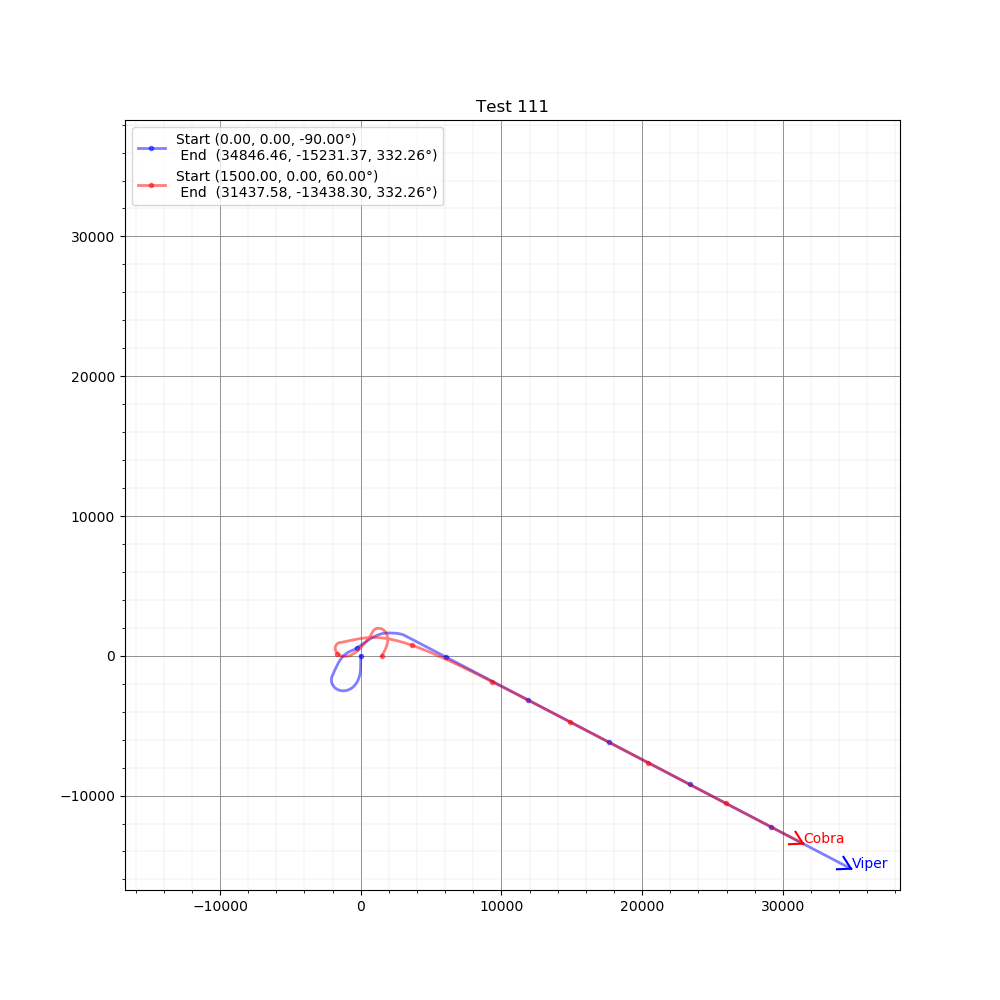 Test 111
Start (0.00, 0.00, -90.00°)
End  (34846.46, -15231.37, 332.26°)
Start (1500.00, 0.00, 60.00°)
End  (31437.58, -13438.30, 332.26°)
30000
20000
10000
0
−10000
Cobra
Viper
−10000
0
10000
20000
30000